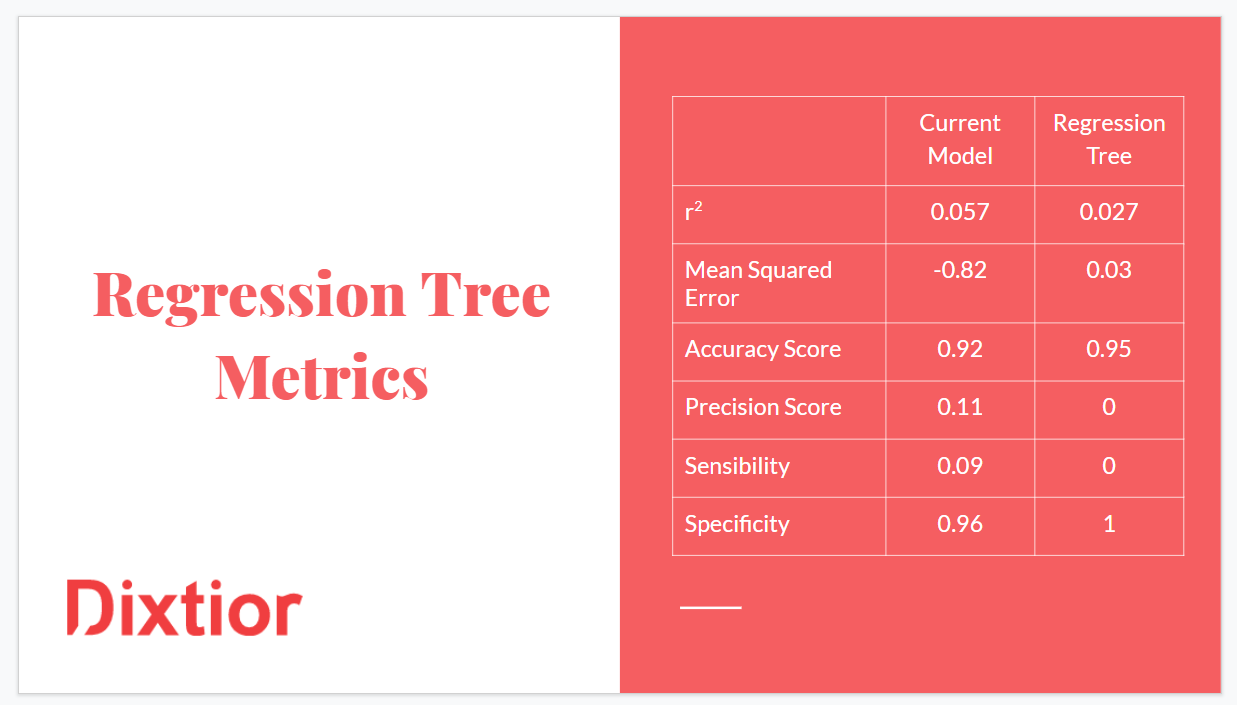 Regression Tree
Metrics
Dixtior
Current
Model
Regression
Tree
r² 0.057 0.027
Mean Squared
Error
-0.82 0.03
Accuracy Score 0.92 0.95
Precision Score 0.11 0
Sensibility 0.09 0
Specificity 0.96 1